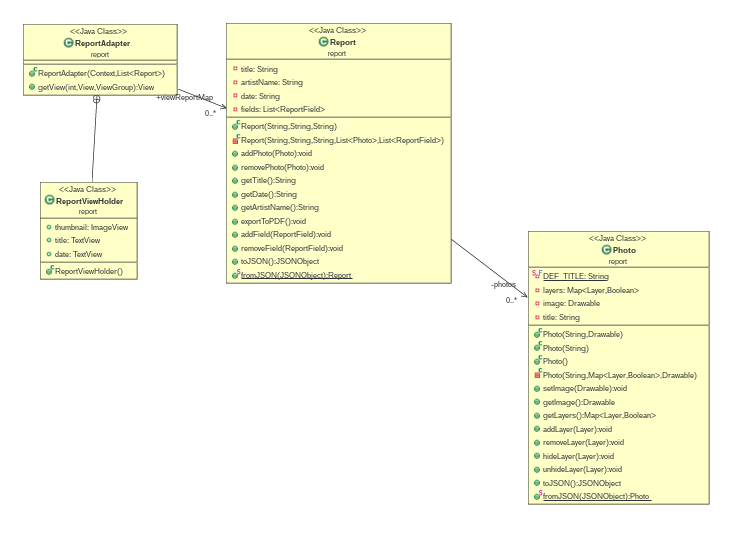 <<Java Class>>
ReportAdapter
report
ReportAdapter(Context,List<Report>)
getView(int,View,ViewGroup):View
+viewReportMap
0..*
<<Java Class>>
ReportViewHolder
report
thumbnail: ImageView
title: TextView
date: TextView
ReportViewHolder()
<<Java Class>>
Report
report
title: String
artistName: String
date: String
fields: List<ReportField>
Report(String,String,String)
Report(String,String,String,List<Photo>,List<ReportField>)
addPhoto(Photo):void
removePhoto(Photo):void
getTitle():String
getDate():String
getArtistName():String
exportToPDF():void
addField(ReportField):void
removeField(ReportField):void
toJSON():JSONObject
fromJSON(JSONObject):Report
-photos
0..*
<<Java Class>>
Photo
report
DEF_TITLE: String
layers: Map<Layer,Boolean>
image: Drawable
title: String
Photo(String,Drawable)
Photo(String)
Photo()
Photo(String,Map<Layer,Boolean>,Drawable)
setImage(Drawable):void
getImage():Drawable
getLayers():Map<Layer,Boolean>
addLayer(Layer):void
removeLayer(Layer):void
hideLayer(Layer):void
unhideLayer(Layer):void
toJSON():JSONObject
fromJSON(JSONObject):Photo